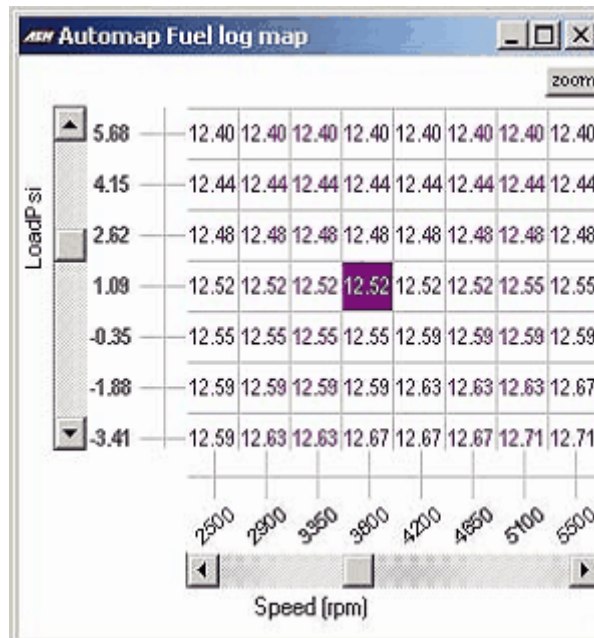 AEM Automap Fuel log map
zoom
LoadPsi
5.68 12.40 12.40 12.40 12.40 12.40 12.40 12.40 12.40
4.15 12.44 12.44 12.44 12.44 12.44 12.44 12.44 12.44
2.62 12.48 12.48 12.48 12.48 12.48 12.48 12.48 12.48
1.09 12.52 12.52 12.52 12.52 12.52 12.52 12.55 12.55
-0.35 12.55 12.55 12.55 12.55 12.59 12.59 12.59 12.59
-1.88 12.59 12.59 12.59 12.59 12.63 12.63 12.63 12.67
-3.41 12.59 12.63 12.63 12.67 12.67 12.67 12.71 12.71
2500 2900 3350 3800 4200 4650 5100 5500
Speed (rpm)